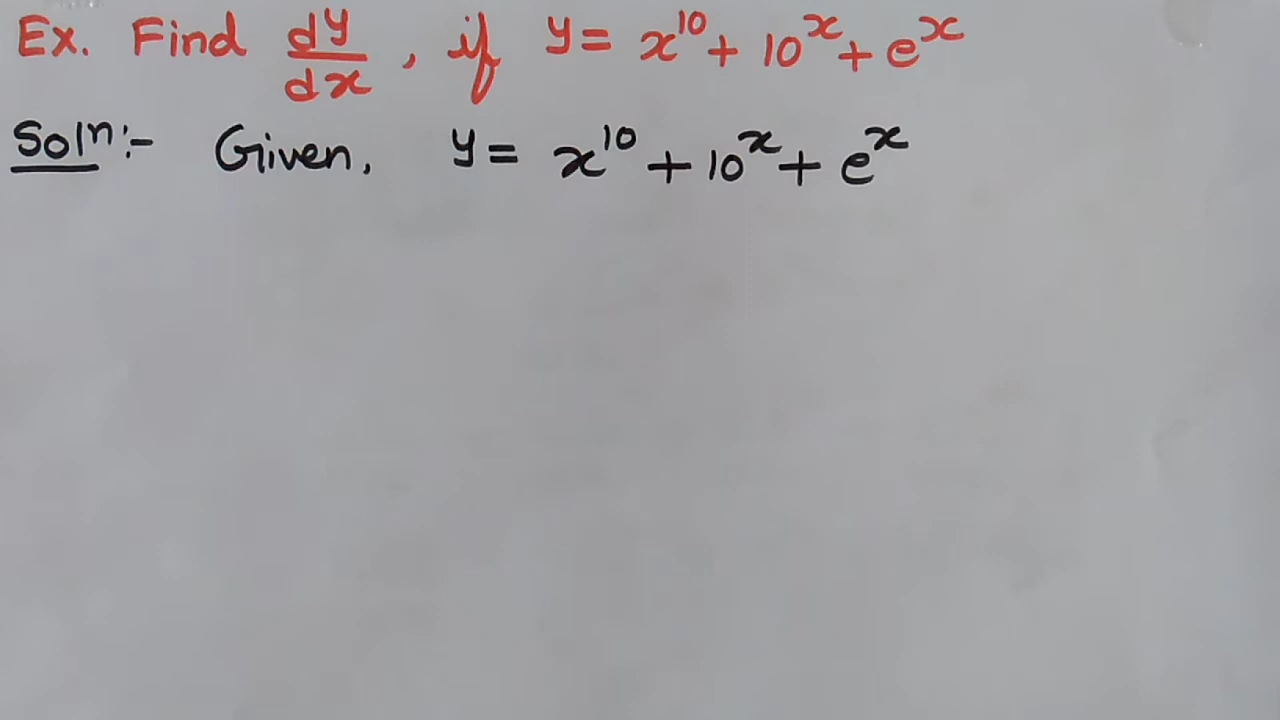 Ex. Find dy/dx, if y = x^10 + 10^x + e^x
Soln:- Given, y = x^10 + 10^x + e^x